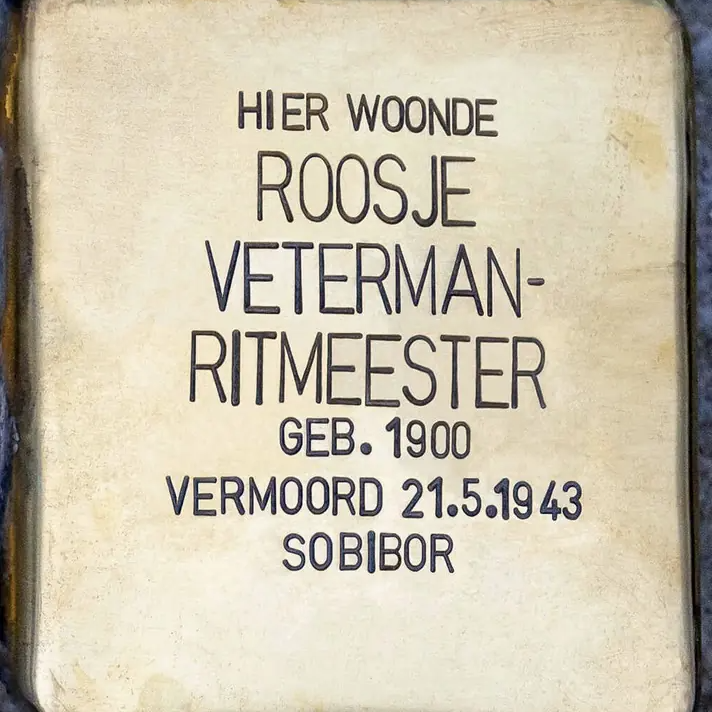 HIER WOONDE
ROOSJE
VETERMAN-
RITMEESTER
GEB. 1900
VERMOORD 21.5.1943
SOBIBOR